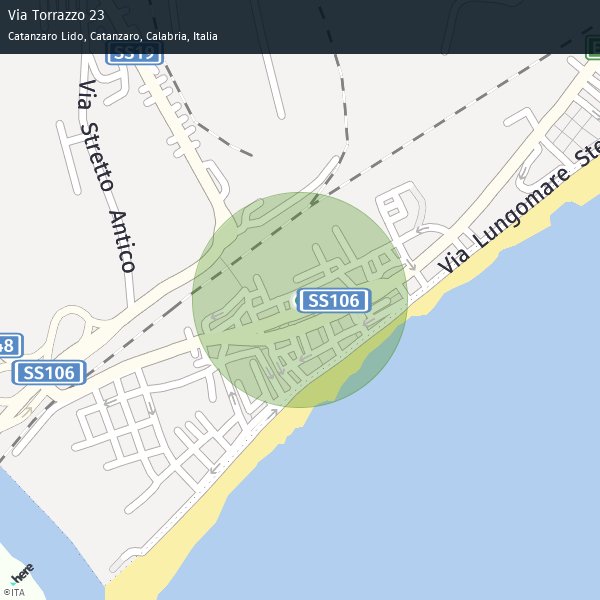 Via Torrazzo 23
Catanzaro Lido, Catanzaro, Calabria, Italia
SS19
Via Stretto Antico
Via Lungomare Ste
SS106
48
SS106
here
©ITA